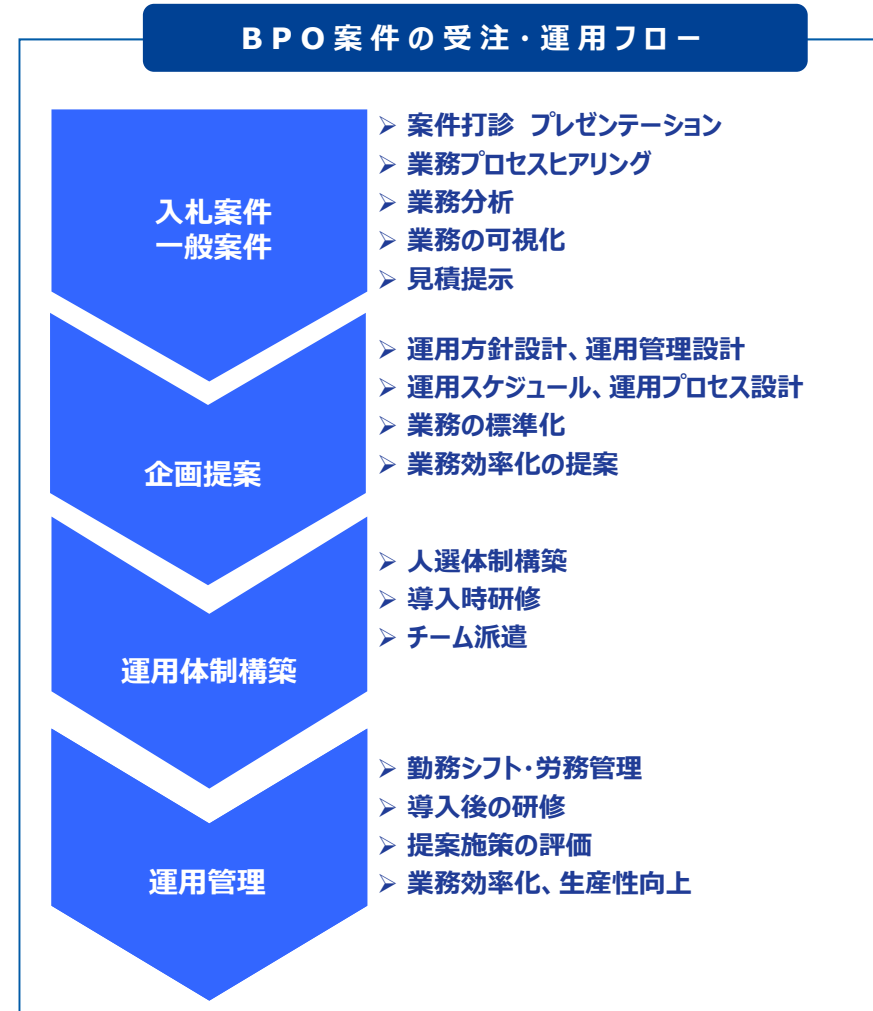 BPO案件の受注・運用フロー
入札案件
一般案件
➢ 案件打診 プレゼンテーション
➢ 業務プロセスヒアリング
➢ 業務分析
➢ 業務の可視化
➢ 見積提示
企画提案
➢ 運用方針設計、運用管理設計
➢ 運用スケジュール、運用プロセス設計
➢ 業務の標準化
➢ 業務効率化の提案
運用体制構築
➢ 人選体制構築
➢ 導入時研修
➢ チーム派遣
運用管理
➢ 勤務シフト・労務管理
➢ 導入後の研修
➢ 提案施策の評価
➢ 業務効率化、生産性向上